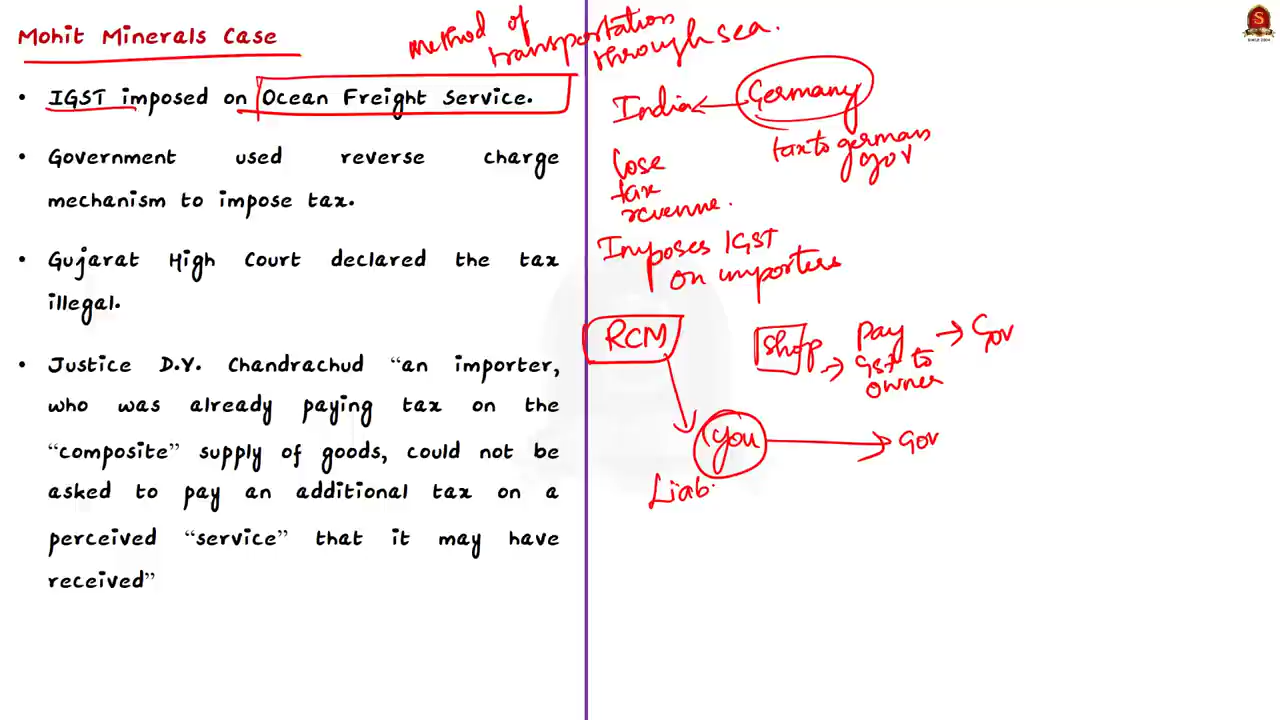 Mohit Minerals Case
• IGST imposed on Ocean Freight Service.
• Government used reverse charge
mechanism to impose tax.
• Gujarat High Court declared the tax
illegal.
• Justice D.Y. Chandrachud “an importer,
who was already paying tax on the
“composite” supply of goods, could not be
asked to pay an additional tax on a
perceived “service” that it may have
received”
method of
transportation
through sea.
India ← Germany
tax to german
gov
lose
tax
revenue.
Imposes IGST
on importers
RCM
Shop → pay → Gov
GST to
owner
you → Gov
Liab.